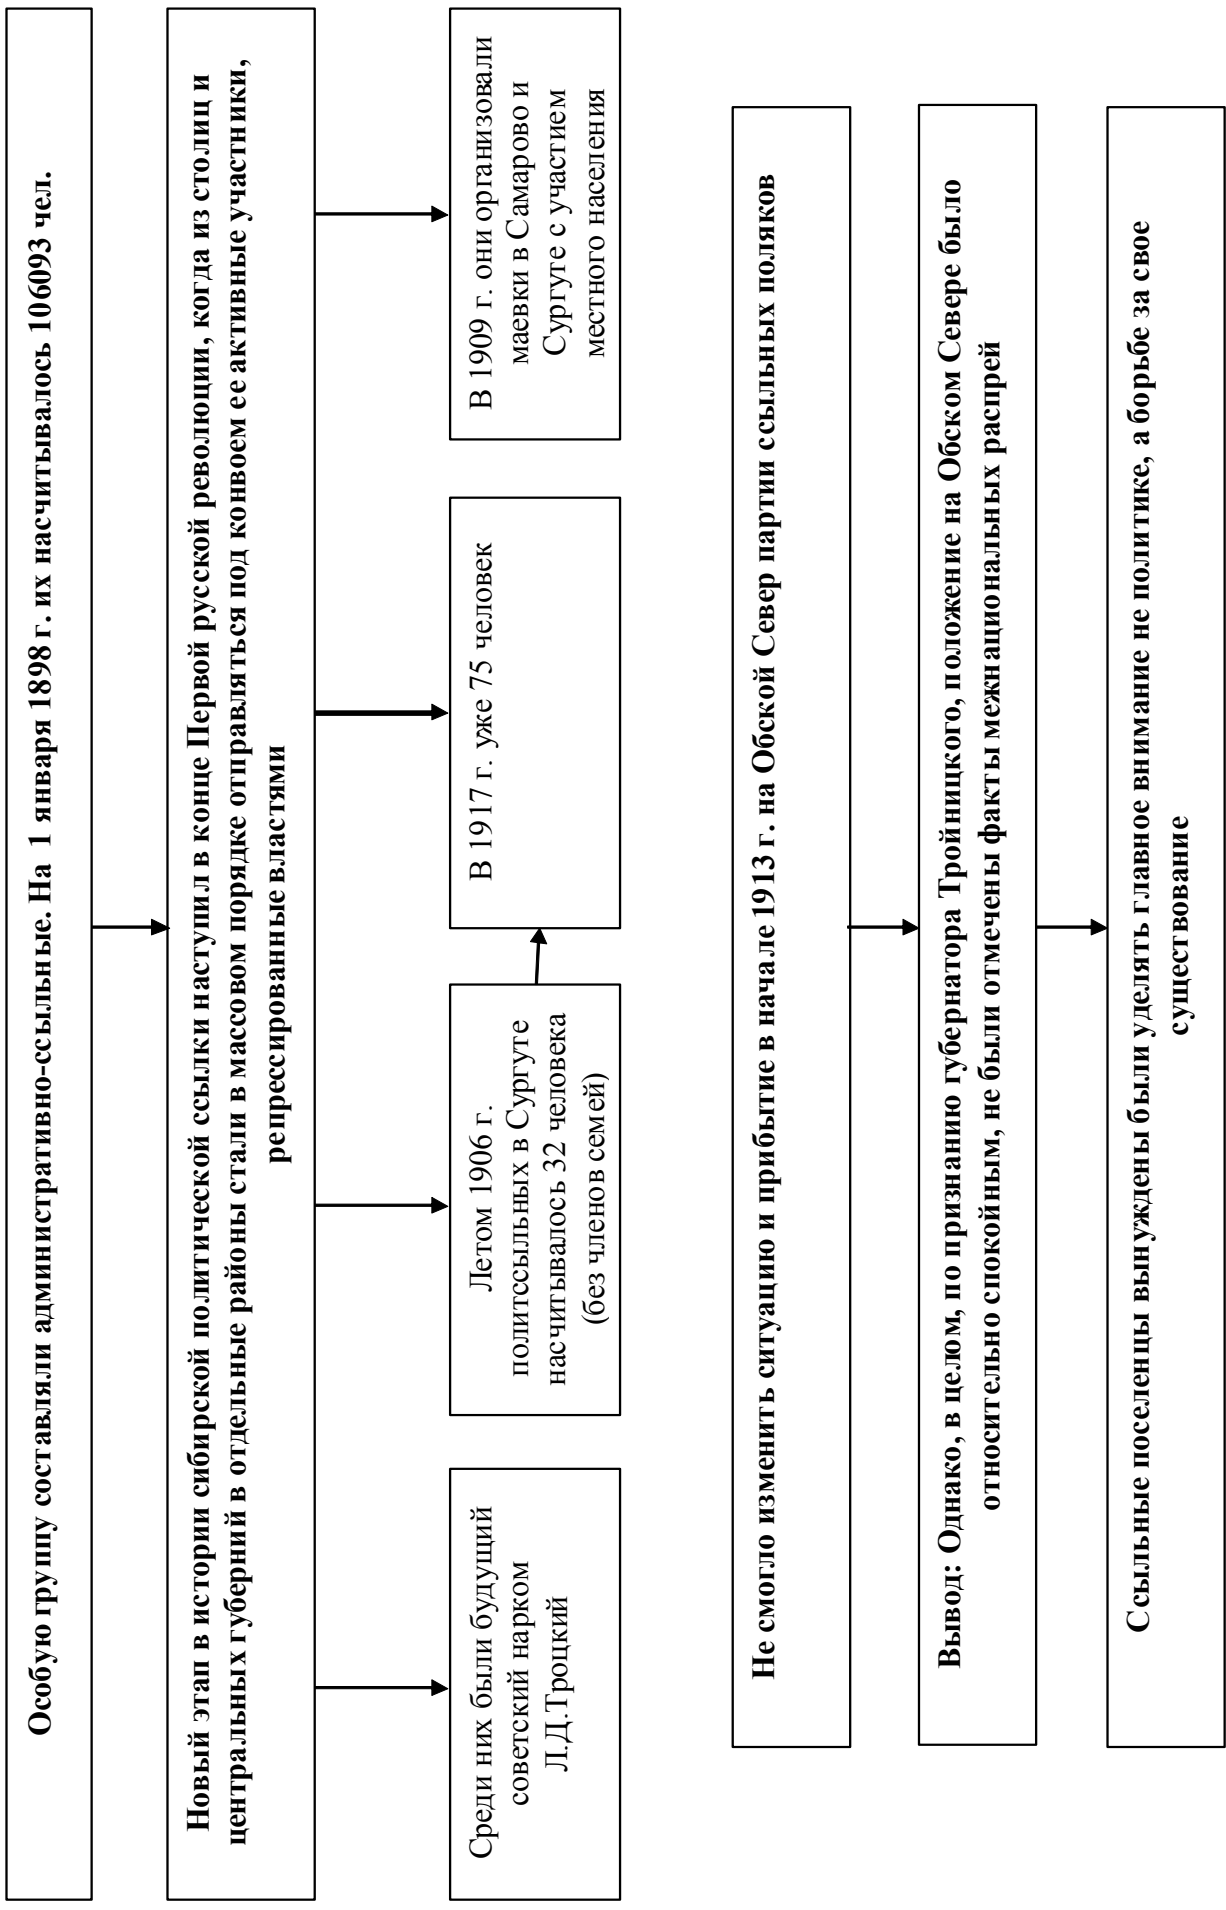 Особую группу составляли административно-ссыльные. На 1 января 1898 г. их насчитывалось 106093 чел.
Новый этап в истории сибирской политической ссылки наступил в конце Первой русской революции, когда из столиц и
центральных губерний в отдельные районы стали в массовом порядке отправляться под конвоем ее активные участники,
репрессированные властями
Среди них были будущий
советский нарком
Л.Д.Троцкий
Летом 1906 г.
политссыльных в Сургуте
насчитывалось 32 человека
(без членов семей)
В 1917 г. уже 75 человек
В 1909 г. они организовали
маевки в Самарово и
Сургуте с участием
местного населения
Не смогло изменить ситуацию и прибытие в начале 1913 г. на Обской Север партии ссыльных поляков
Вывод: Однако, в целом, по признанию губернатора Тройницкого, положение на Обском Севере было
относительно спокойным, не были отмечены факты межнациональных распрей
Ссыльные поселенцы вынуждены были уделять главное внимание не политике, а борьбе за свое
существование